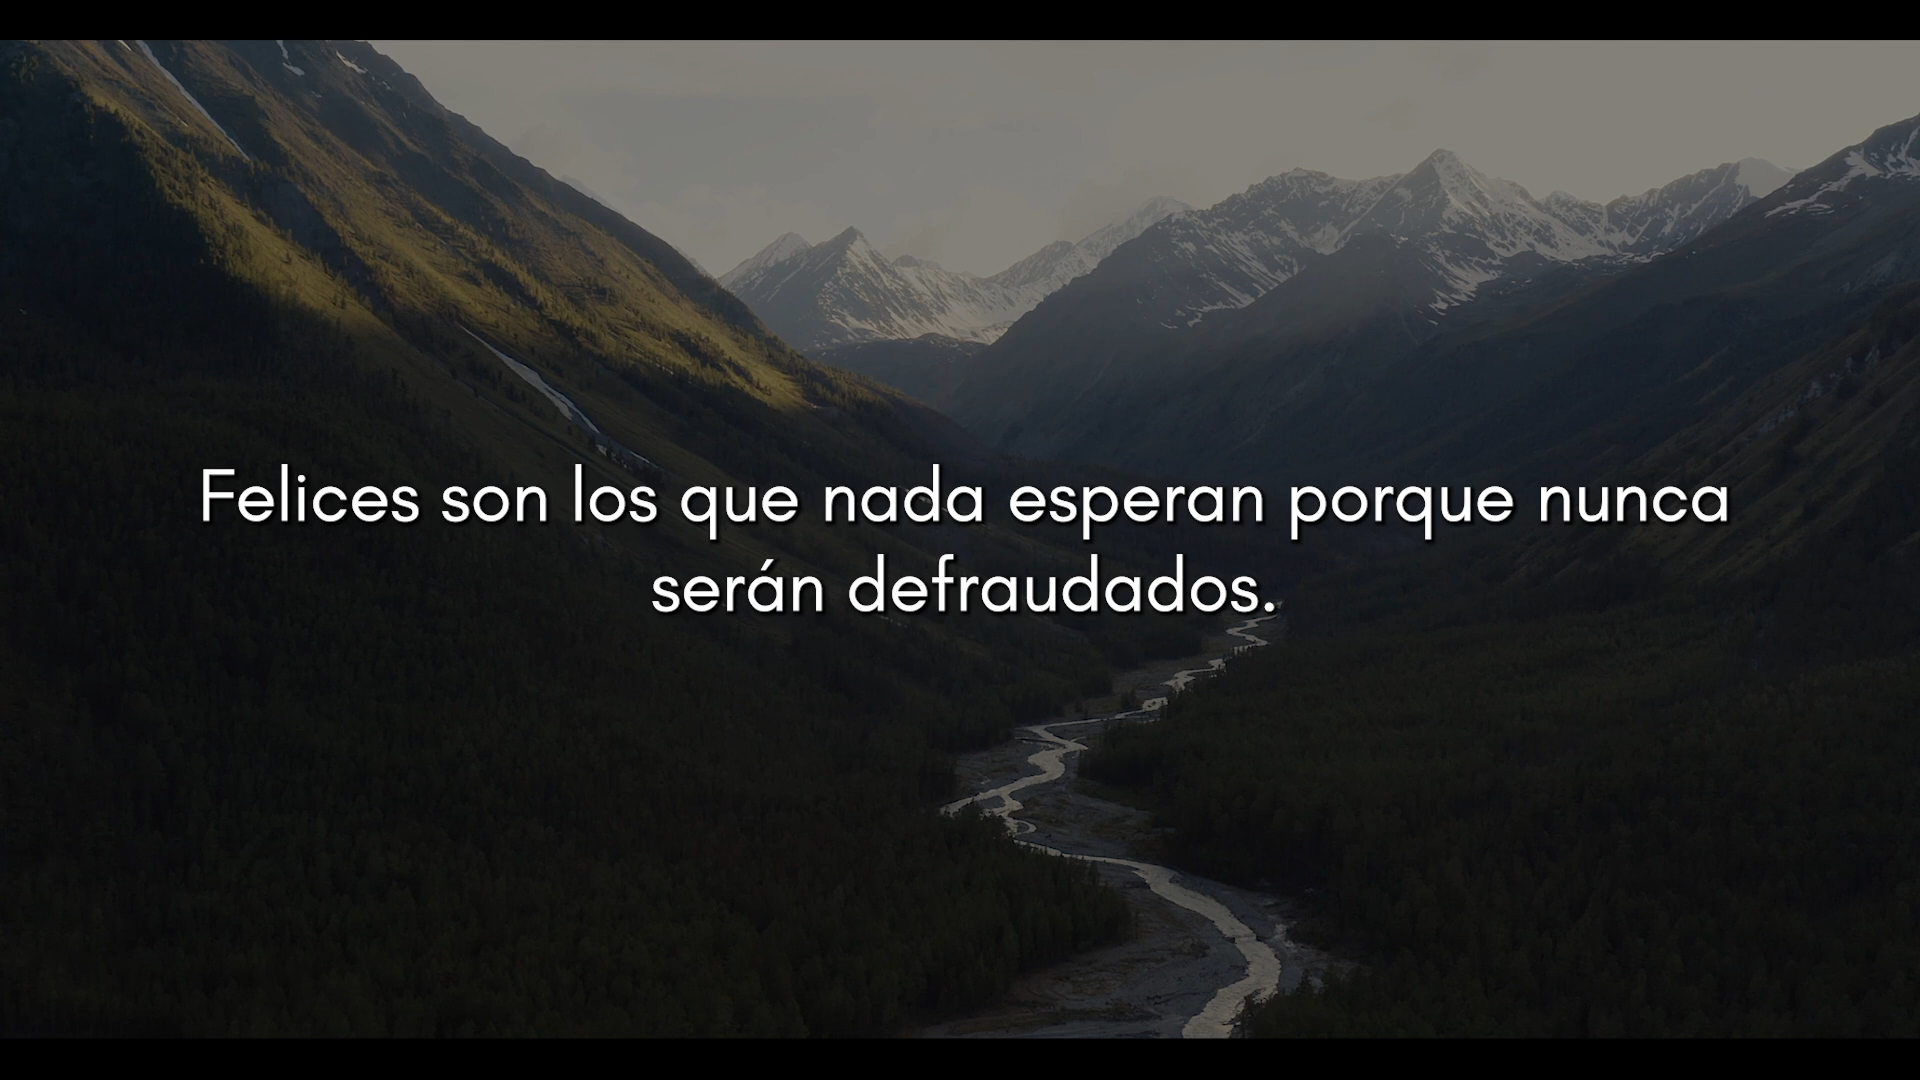 Felices son los que nada esperan porque nunca
serán defraudados.